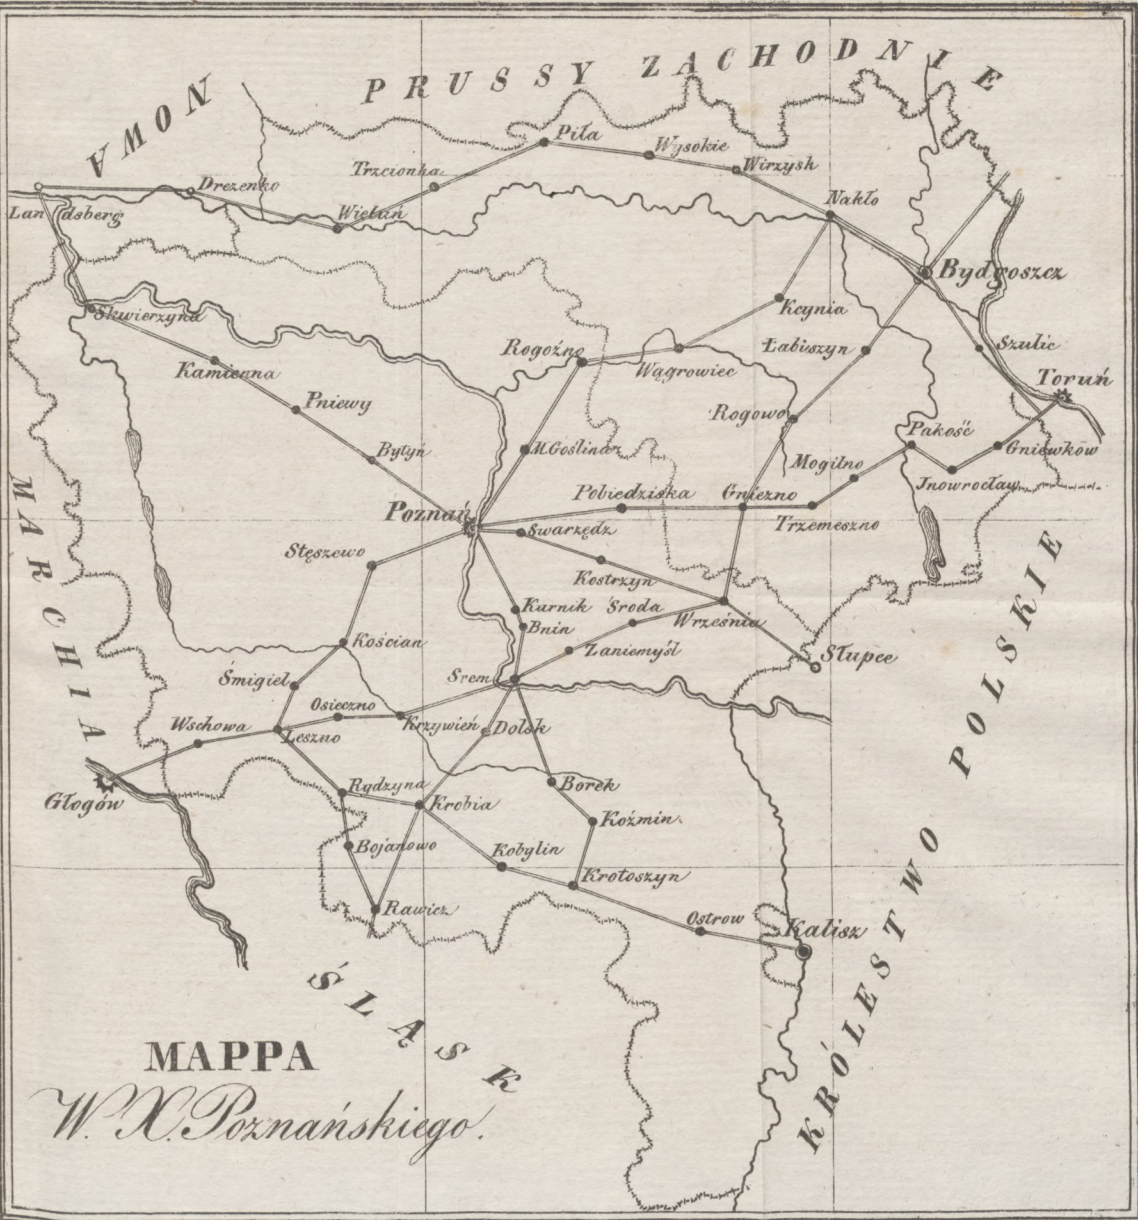 PRUSSY ZACHODNIE
NOWA
Piła
Wysokie
Wirzysk
Trzcionka
Drezenko
Nakło
Landsberg
Wieluń
Bydgoszcz
Skwierzyna
Kcynia
Rogoźno
Łabiszyn
Szulic
Kamienna
Wągrowiec
Toruń
Pniewy
Rogowo
Pakość
Bytyń
M.Goślina
Gniewków
Mogilno
Jnowrocław
MARCHIA
Pobiedziska
Gniezno
Poznań
Trzemeszno
Swarzędz
Stęszewo
Kostrzyn
KRÓLESTWO POLSKIE
Kurnik
Środa
Września
Bnin
Kościan
Zaniemyśl
Słupce
Śmigiel
Srem
Osieczno
Wschowa
Krzywień
Dolsk
Leszno
Rydzyna
Borek
Głogów
Krobia
Koźmin
Bojanowo
Kobylin
Krotoszyn
Rawicz
Ostrow
Kalisz
ŚLĄSK
MAPPA
W. X. Poznańskiego.